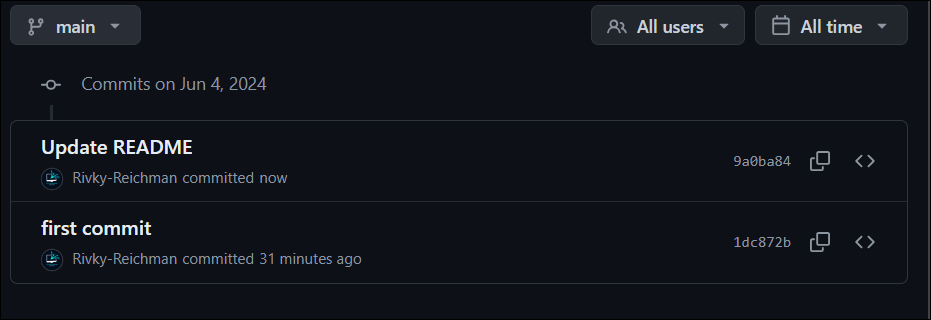 main
All users
All time
Commits on Jun 4, 2024
Update README
9a0ba84
Rivky-Reichman committed now
first commit
1dc872b
Rivky-Reichman committed 31 minutes ago